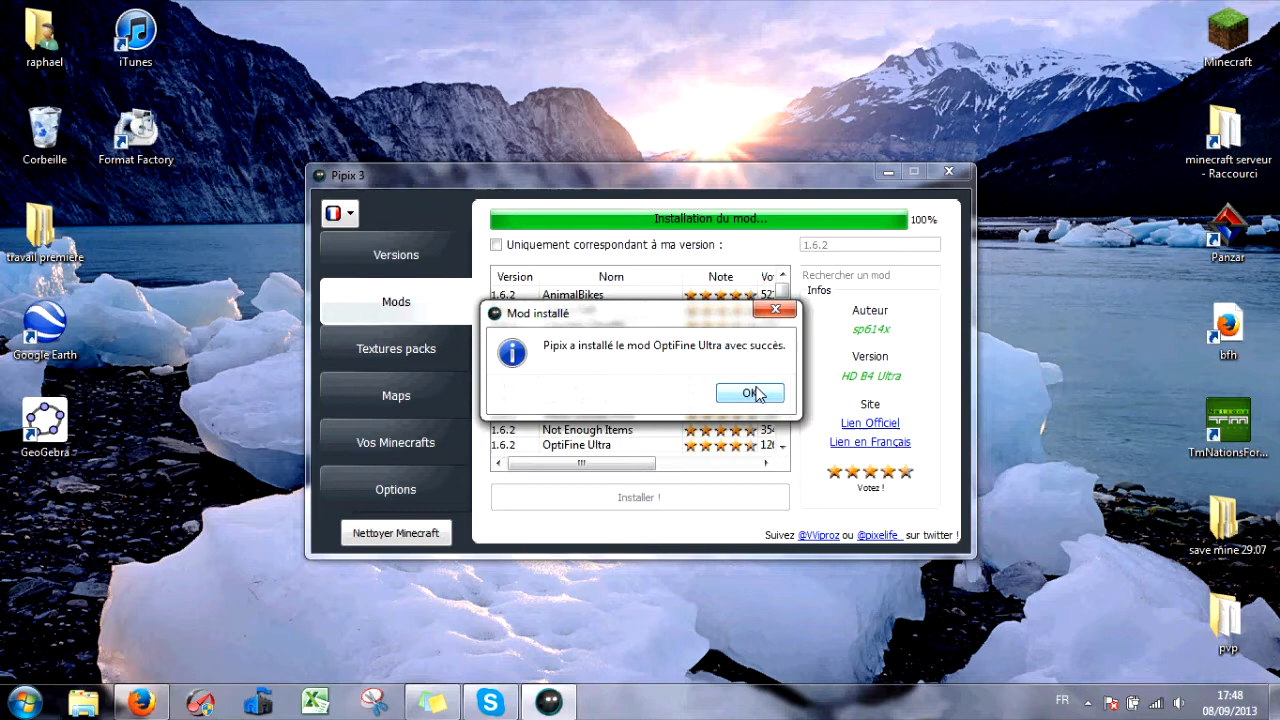 raphael
iTunes
Corbeille
Format Factory
travail première
Google Earth
GeoGebra
Minecraft
minecraft serveur
- Raccourci
Panzar
bfh
TmNationsFor...
save mine 29.07
pvp
Pipix 3
Versions
Mods
Textures packs
Maps
Vos Minecrafts
Options
Nettoyer Minecraft
Installation du mod...
100%
Uniquement correspondant à ma version :
1.6.2
Version Nom Note Vo
1.6.2 AnimalBikes 52
Mod installé
Pipix a installé le mod OptiFine Ultra avec succès.
OK
1.6.2 Not Enough Items 354
1.6.2 OptiFine Ultra 120
Installer !
Rechercher un mod
Infos
Auteur
sp614x
Version
HD B4 Ultra
Site
Lien Officiel
Lien en Français
Votez !
Suivez @VViproz ou @pixelife_ sur twitter !
FR
17:48
08/09/2013